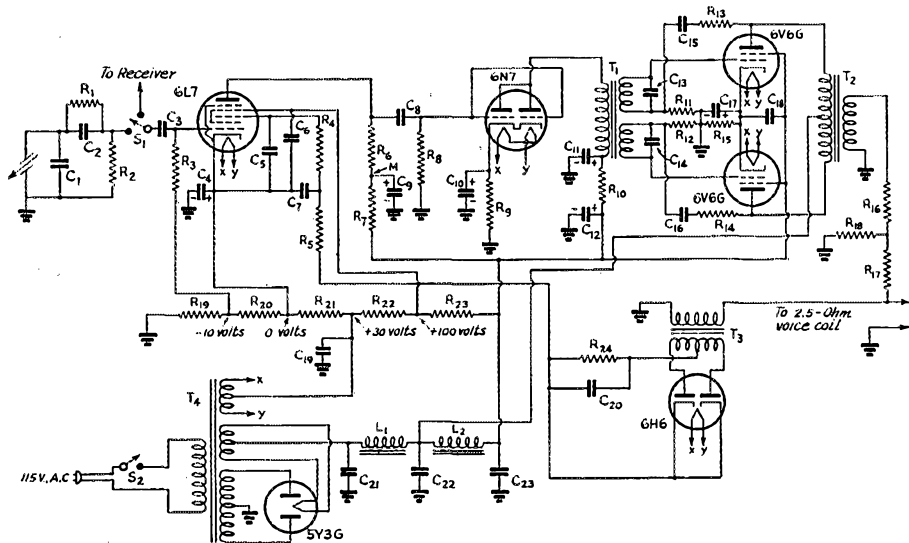 To Receiver
R1
C2
C1
R2
S1
C3
6L7
x y
R3
C4
C5
C6
C7
R4
R5
R6
M
C9
R7
C8
R8
6N7
x
y
C10
R9
C11
R10
C12
T1
C13
C14
R11
R12
R15
C17
C18
C15
R13
6V6G
x y
x y
6V6G
C16
R14
T2
R16
R18
R17
To 2.5-Ohm
voice coil
R19
R20
R21
R22
R23
-10 volts
0 volts
+30 volts
+100 volts
C19
T4
x
y
115V. A.C
S2
5Y3G
L1
L2
C21
C22
C23
R24
C20
T3
6H6
x y